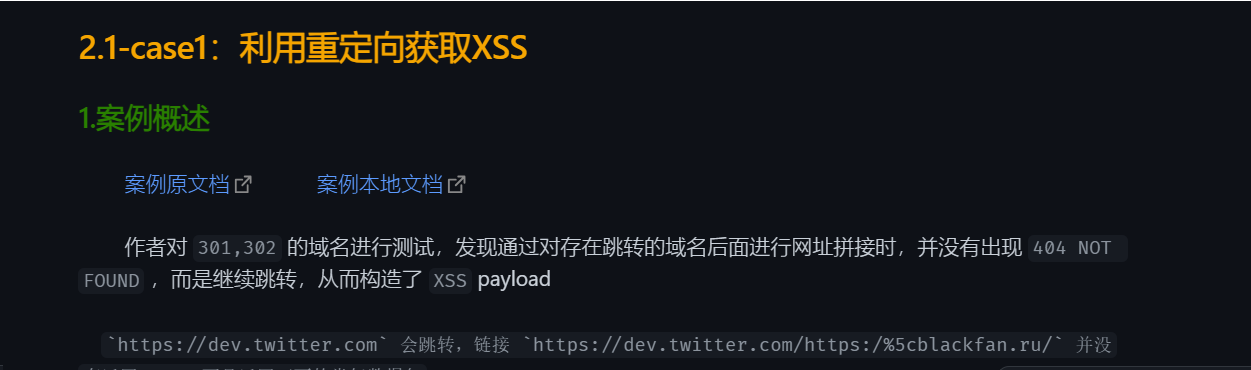 2.1-case1：利用重定向获取XSS
1.案例概述
案例原文档 案例本地文档
作者对 301,302 的域名进行测试，发现通过对存在跳转的域名后面进行网址拼接时，并没有出现 404 NOT
FOUND ，而是继续跳转，从而构造了 XSS payload
`https://dev.twitter.com` 会跳转，链接 `https://dev.twitter.com/https:/%5cblackfan.ru/` 并没